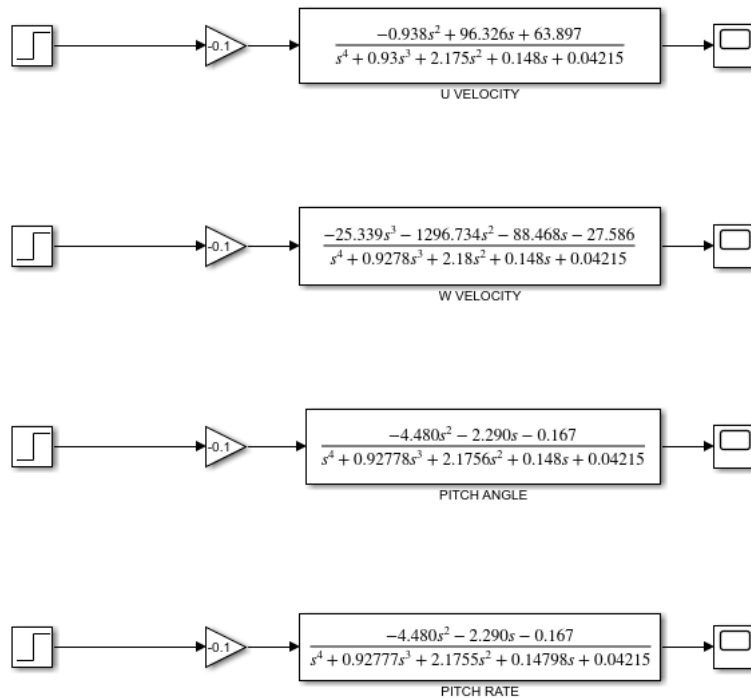 -0.1
−0.938s² + 96.326s + 63.897
s⁴ + 0.93s³ + 2.175s² + 0.148s + 0.04215
U VELOCITY
-0.1
−25.339s³ − 1296.734s² − 88.468s − 27.586
s⁴ + 0.9278s³ + 2.18s² + 0.148s + 0.04215
W VELOCITY
-0.1
−4.480s² − 2.290s − 0.167
s⁴ + 0.92778s³ + 2.1756s² + 0.148s + 0.04215
PITCH ANGLE
-0.1
−4.480s² − 2.290s − 0.167
s⁴ + 0.92777s³ + 2.1755s² + 0.14798s + 0.04215
PITCH RATE